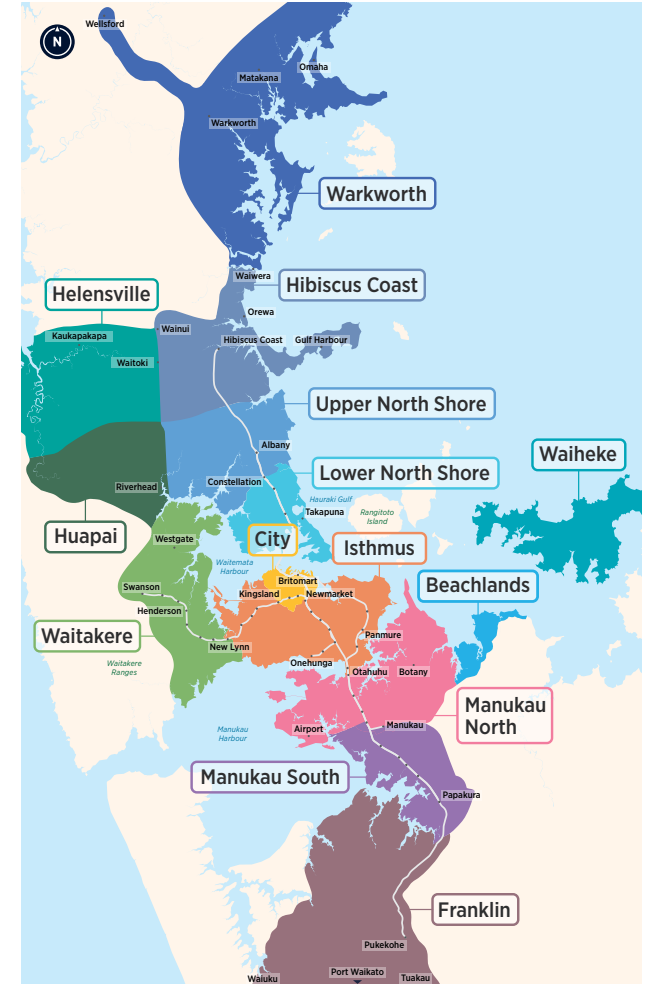 Wellsford
N
Omaha
Matakana
Warkworth
Warkworth
Waiwera
Hibiscus Coast
Helensville
Orewa
Wainui
Kaukapakapa
Hibiscus Coast
Gulf Harbour
Waitoki
Upper North Shore
Albany
Waiheke
Lower North Shore
Constellation
Riverhead
Hauraki Gulf
Takapuna
Rangitoto
Island
Huapai
Westgate
City
Isthmus
Waitemata
Harbour
Britomart
Beachlands
Swanson
Kingsland
Newmarket
Henderson
Waitakere
Panmure
New Lynn
Onehunga
Waitakere
Ranges
Otahuhu
Botany
Manukau
North
Manukau
Airport
Manukau
Harbour
Manukau South
Papakura
Franklin
Pukekohe
Port Waikato
Waiuku
Tuakau